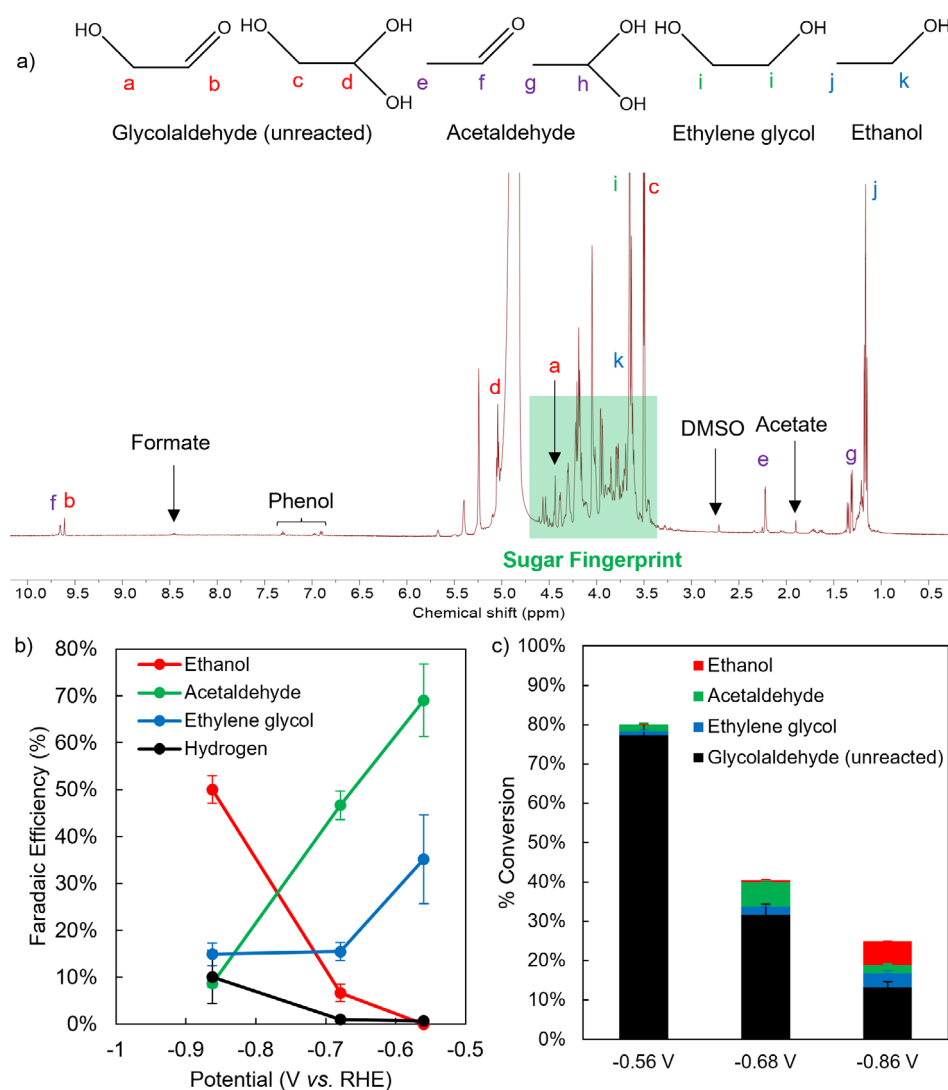 a)
HO O HO OH OH O OH OH HO OH OH
a b c d e f g h i i j k
Glycolaldehyde (unreacted) Acetaldehyde Ethylene glycol Ethanol
i c j
k
a
d
DMSO Acetate
Formate
e g
f b Phenol
Sugar Fingerprint
10.0 9.5 9.0 8.5 8.0 7.5 7.0 6.5 6.0 5.5 5.0 4.5 4.0 3.5 3.0 2.5 2.0 1.5 1.0 0.5
Chemical shift (ppm)
b)
80%
70%
60%
50%
40%
30%
20%
10%
0%
Faradaic Efficiency (%)
Ethanol
Acetaldehyde
Ethylene glycol
Hydrogen
-1 -0.9 -0.8 -0.7 -0.6 -0.5
Potential (V vs. RHE)
c)
100%
90%
80%
70%
60%
50%
40%
30%
20%
10%
0%
% Conversion
Ethanol
Acetaldehyde
Ethylene glycol
Glycolaldehyde (unreacted)
-0.56 V -0.68 V -0.86 V